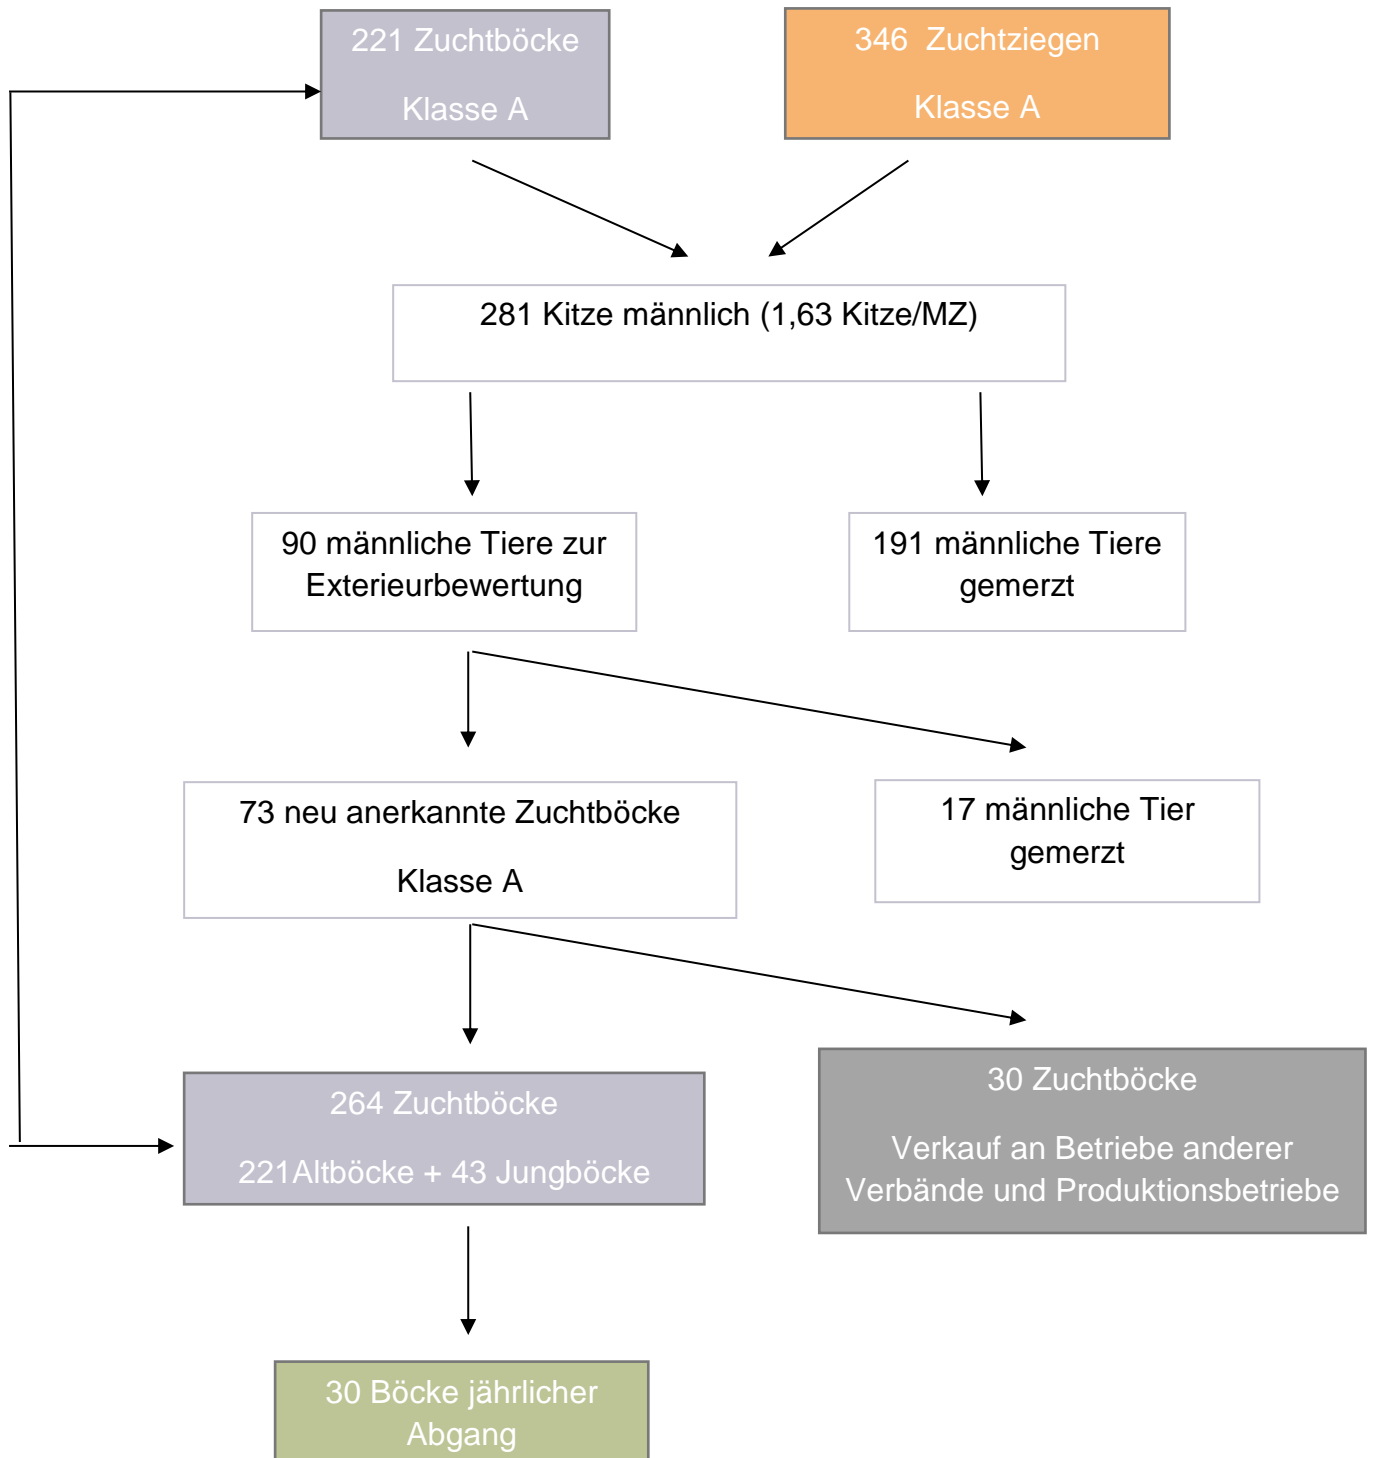 221 Zuchtböcke
Klasse A
346  Zuchtziegen
Klasse A
281 Kitze männlich (1,63 Kitze/MZ)
90 männliche Tiere zur
Exterieurbewertung
191 männliche Tiere
gemerzt
73 neu anerkannte Zuchtböcke
Klasse A
17 männliche Tier
gemerzt
264 Zuchtböcke
221Altböcke + 43 Jungböcke
30 Zuchtböcke
Verkauf an Betriebe anderer
Verbände und Produktionsbetriebe
30 Böcke jährlicher
Abgang